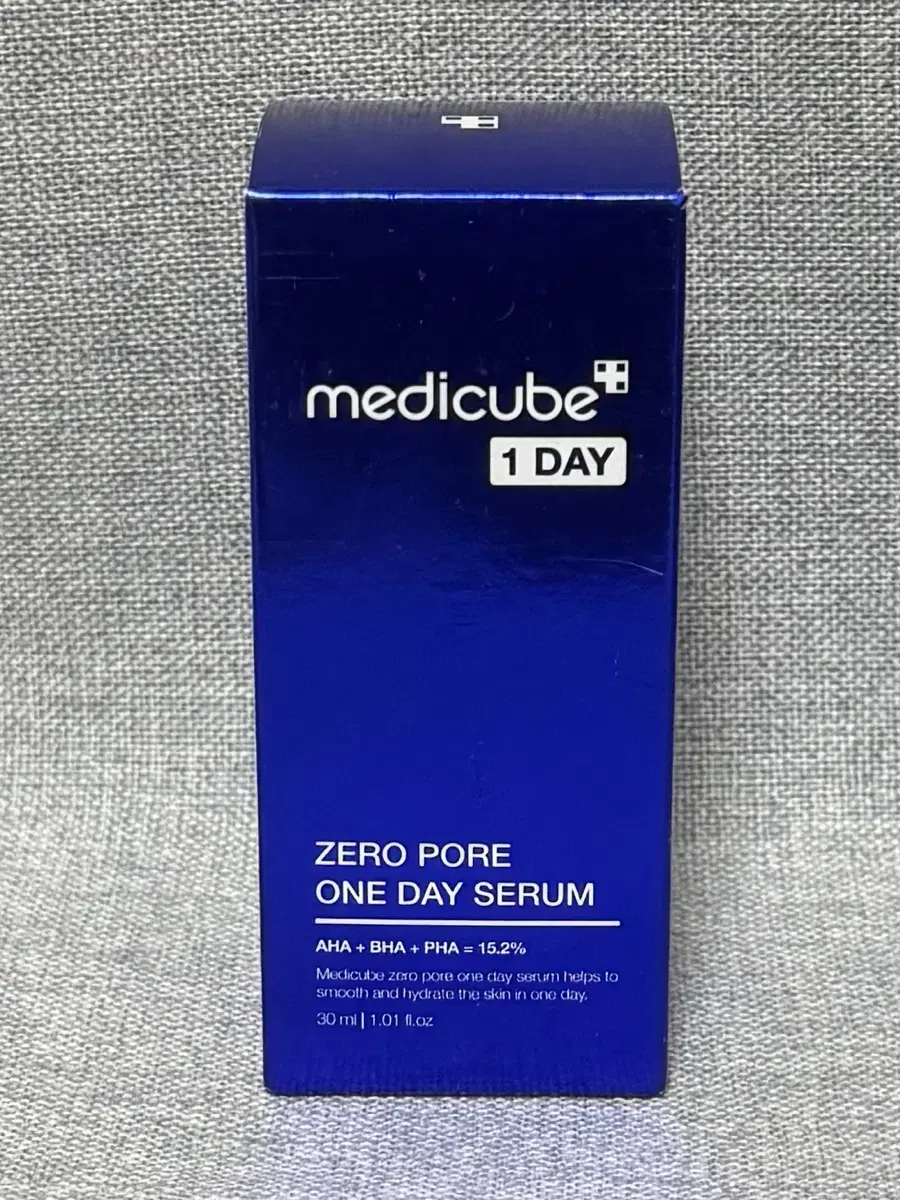 medicube
1 DAY
ZERO PORE
ONE DAY SERUM
AHA + BHA + PHA = 15.2%
Medicube zero pore one day serum helps to
smooth and hydrate the skin in one day.
30 ml | 1.01 fl.oz